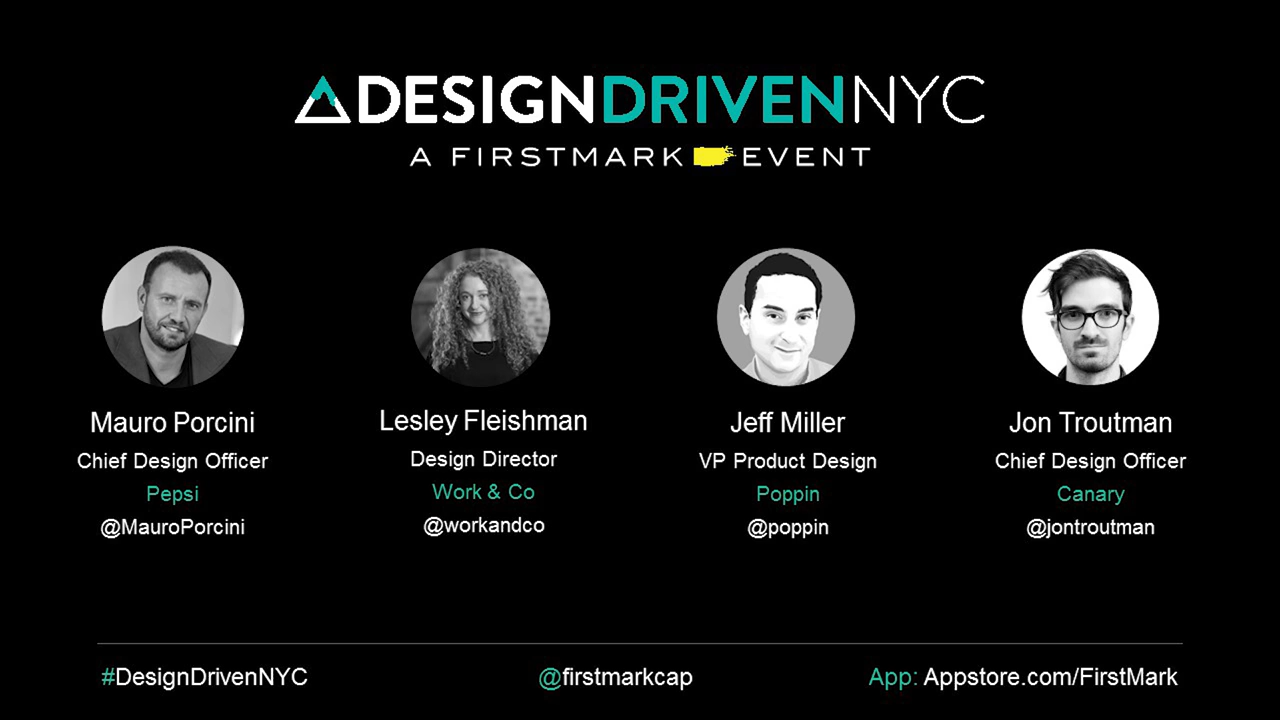 DESIGNDRIVENNYC
A FIRSTMARK EVENT
Mauro Porcini
Chief Design Officer
Pepsi
@MauroPorcini
Lesley Fleishman
Design Director
Work & Co
@workandco
Jeff Miller
VP Product Design
Poppin
@poppin
Jon Troutman
Chief Design Officer
Canary
@jontroutman
#DesignDrivenNYC
@firstmarkcap
App: Appstore.com/FirstMark